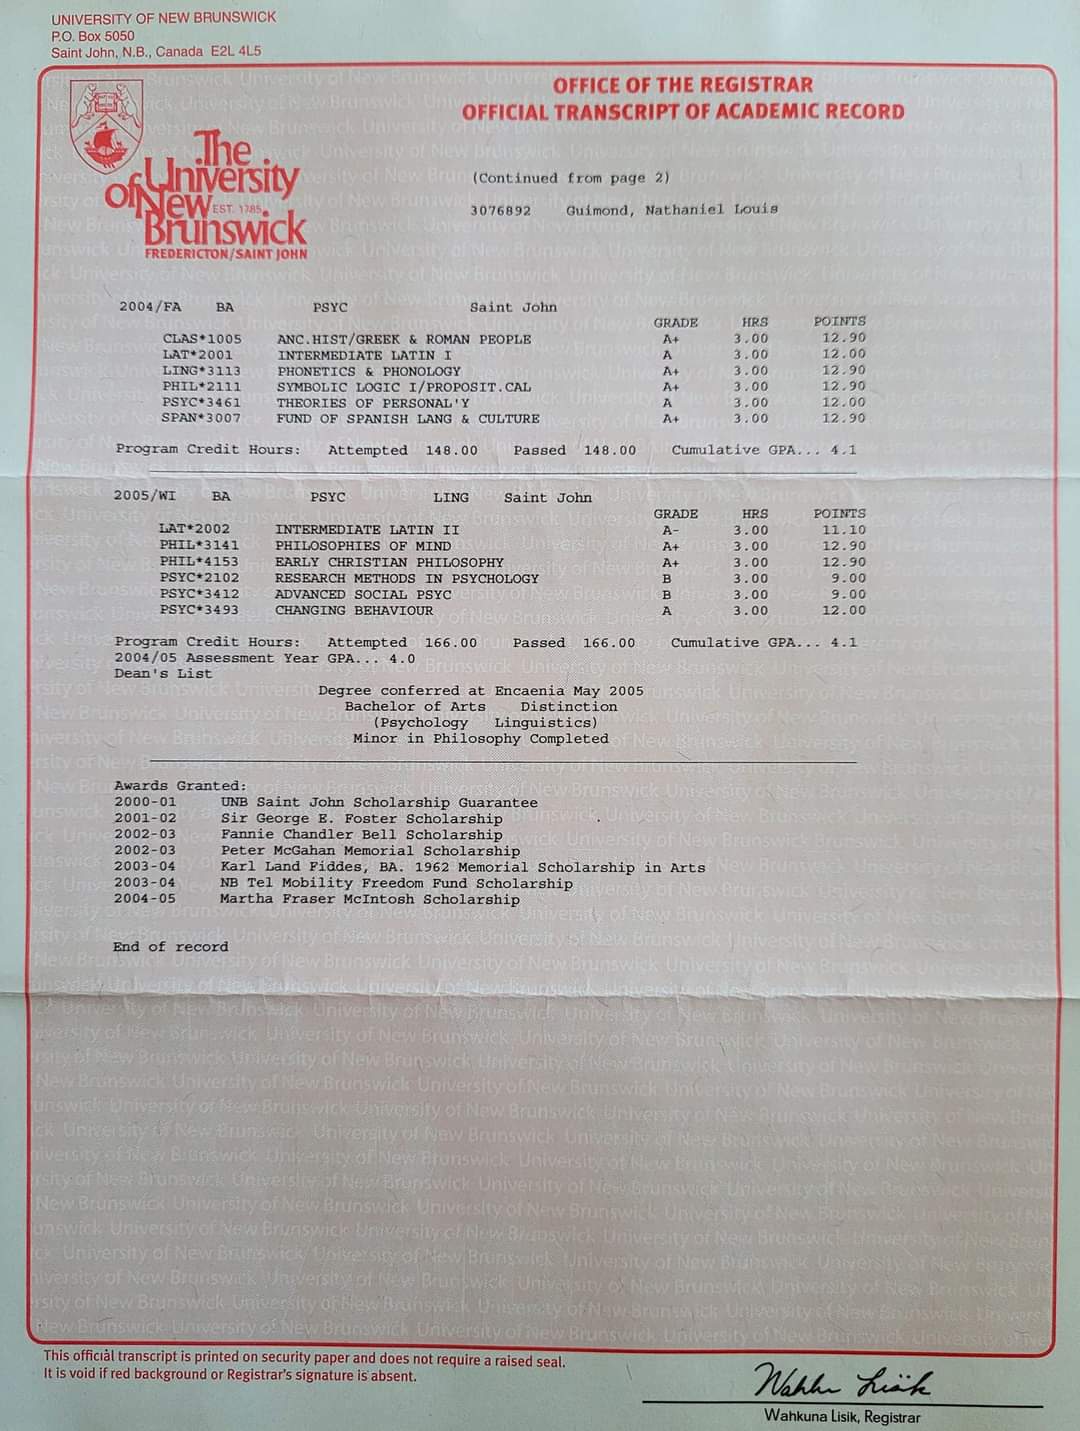 UNIVERSITY OF NEW BRUNSWICK
P.O. Box 5050
Saint John, N.B., Canada E2L 4L5
OFFICE OF THE REGISTRAR
OFFICIAL TRANSCRIPT OF ACADEMIC RECORD
The
University
of New
EST. 1785
Brunswick
FREDERICTON/SAINT JOHN
(Continued from page 2)
3076892 Guimond, Nathaniel Louis
2004/FA BA PSYC Saint John
GRADE HRS POINTS
CLAS*1005 ANC.HIST/GREEK & ROMAN PEOPLE A+ 3.00 12.90
LAT*2001 INTERMEDIATE LATIN I A 3.00 12.00
LING*3113 PHONETICS & PHONOLOGY A+ 3.00 12.90
PHIL*2111 SYMBOLIC LOGIC I/PROPOSIT.CAL A+ 3.00 12.90
PSYC*3461 THEORIES OF PERSONAL'Y A 3.00 12.00
SPAN*3007 FUND OF SPANISH LANG & CULTURE A+ 3.00 12.90
Program Credit Hours: Attempted 148.00 Passed 148.00 Cumulative GPA... 4.1
2005/WI BA PSYC LING Saint John
GRADE HRS POINTS
LAT*2002 INTERMEDIATE LATIN II A- 3.00 11.10
PHIL*3141 PHILOSOPHIES OF MIND A+ 3.00 12.90
PHIL*4153 EARLY CHRISTIAN PHILOSOPHY A+ 3.00 12.90
PSYC*2102 RESEARCH METHODS IN PSYCHOLOGY B 3.00 9.00
PSYC*3412 ADVANCED SOCIAL PSYC B 3.00 9.00
PSYC*3493 CHANGING BEHAVIOUR A 3.00 12.00
Program Credit Hours: Attempted 166.00 Passed 166.00 Cumulative GPA... 4.1
2004/05 Assessment Year GPA... 4.0
Dean's List
Degree conferred at Encaenia May 2005
Bachelor of Arts Distinction
(Psychology Linguistics)
Minor in Philosophy Completed
Awards Granted:
2000-01 UNB Saint John Scholarship Guarantee
2001-02 Sir George E. Foster Scholarship
2002-03 Fannie Chandler Bell Scholarship
2002-03 Peter McGahan Memorial Scholarship
2003-04 Karl Land Fiddes, BA. 1962 Memorial Scholarship in Arts
2003-04 NB Tel Mobility Freedom Fund Scholarship
2004-05 Martha Fraser McIntosh Scholarship
End of record
This official transcript is printed on security paper and does not require a raised seal.
It is void if red background or Registrar's signature is absent.
Wahkuna Lisik, Registrar